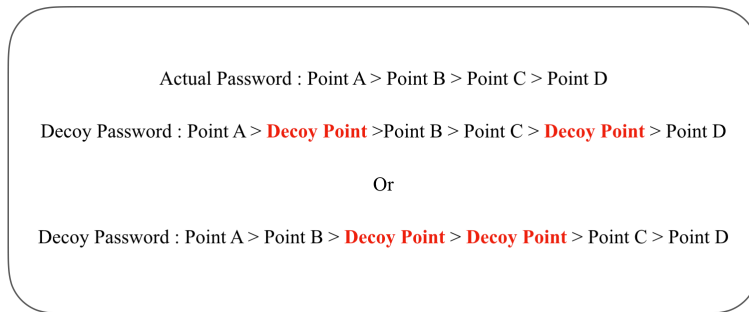 Actual Password : Point A > Point B > Point C > Point D
Decoy Password : Point A > Decoy Point >Point B > Point C > Decoy Point > Point D
Or
Decoy Password : Point A > Point B > Decoy Point > Decoy Point > Point C > Point D